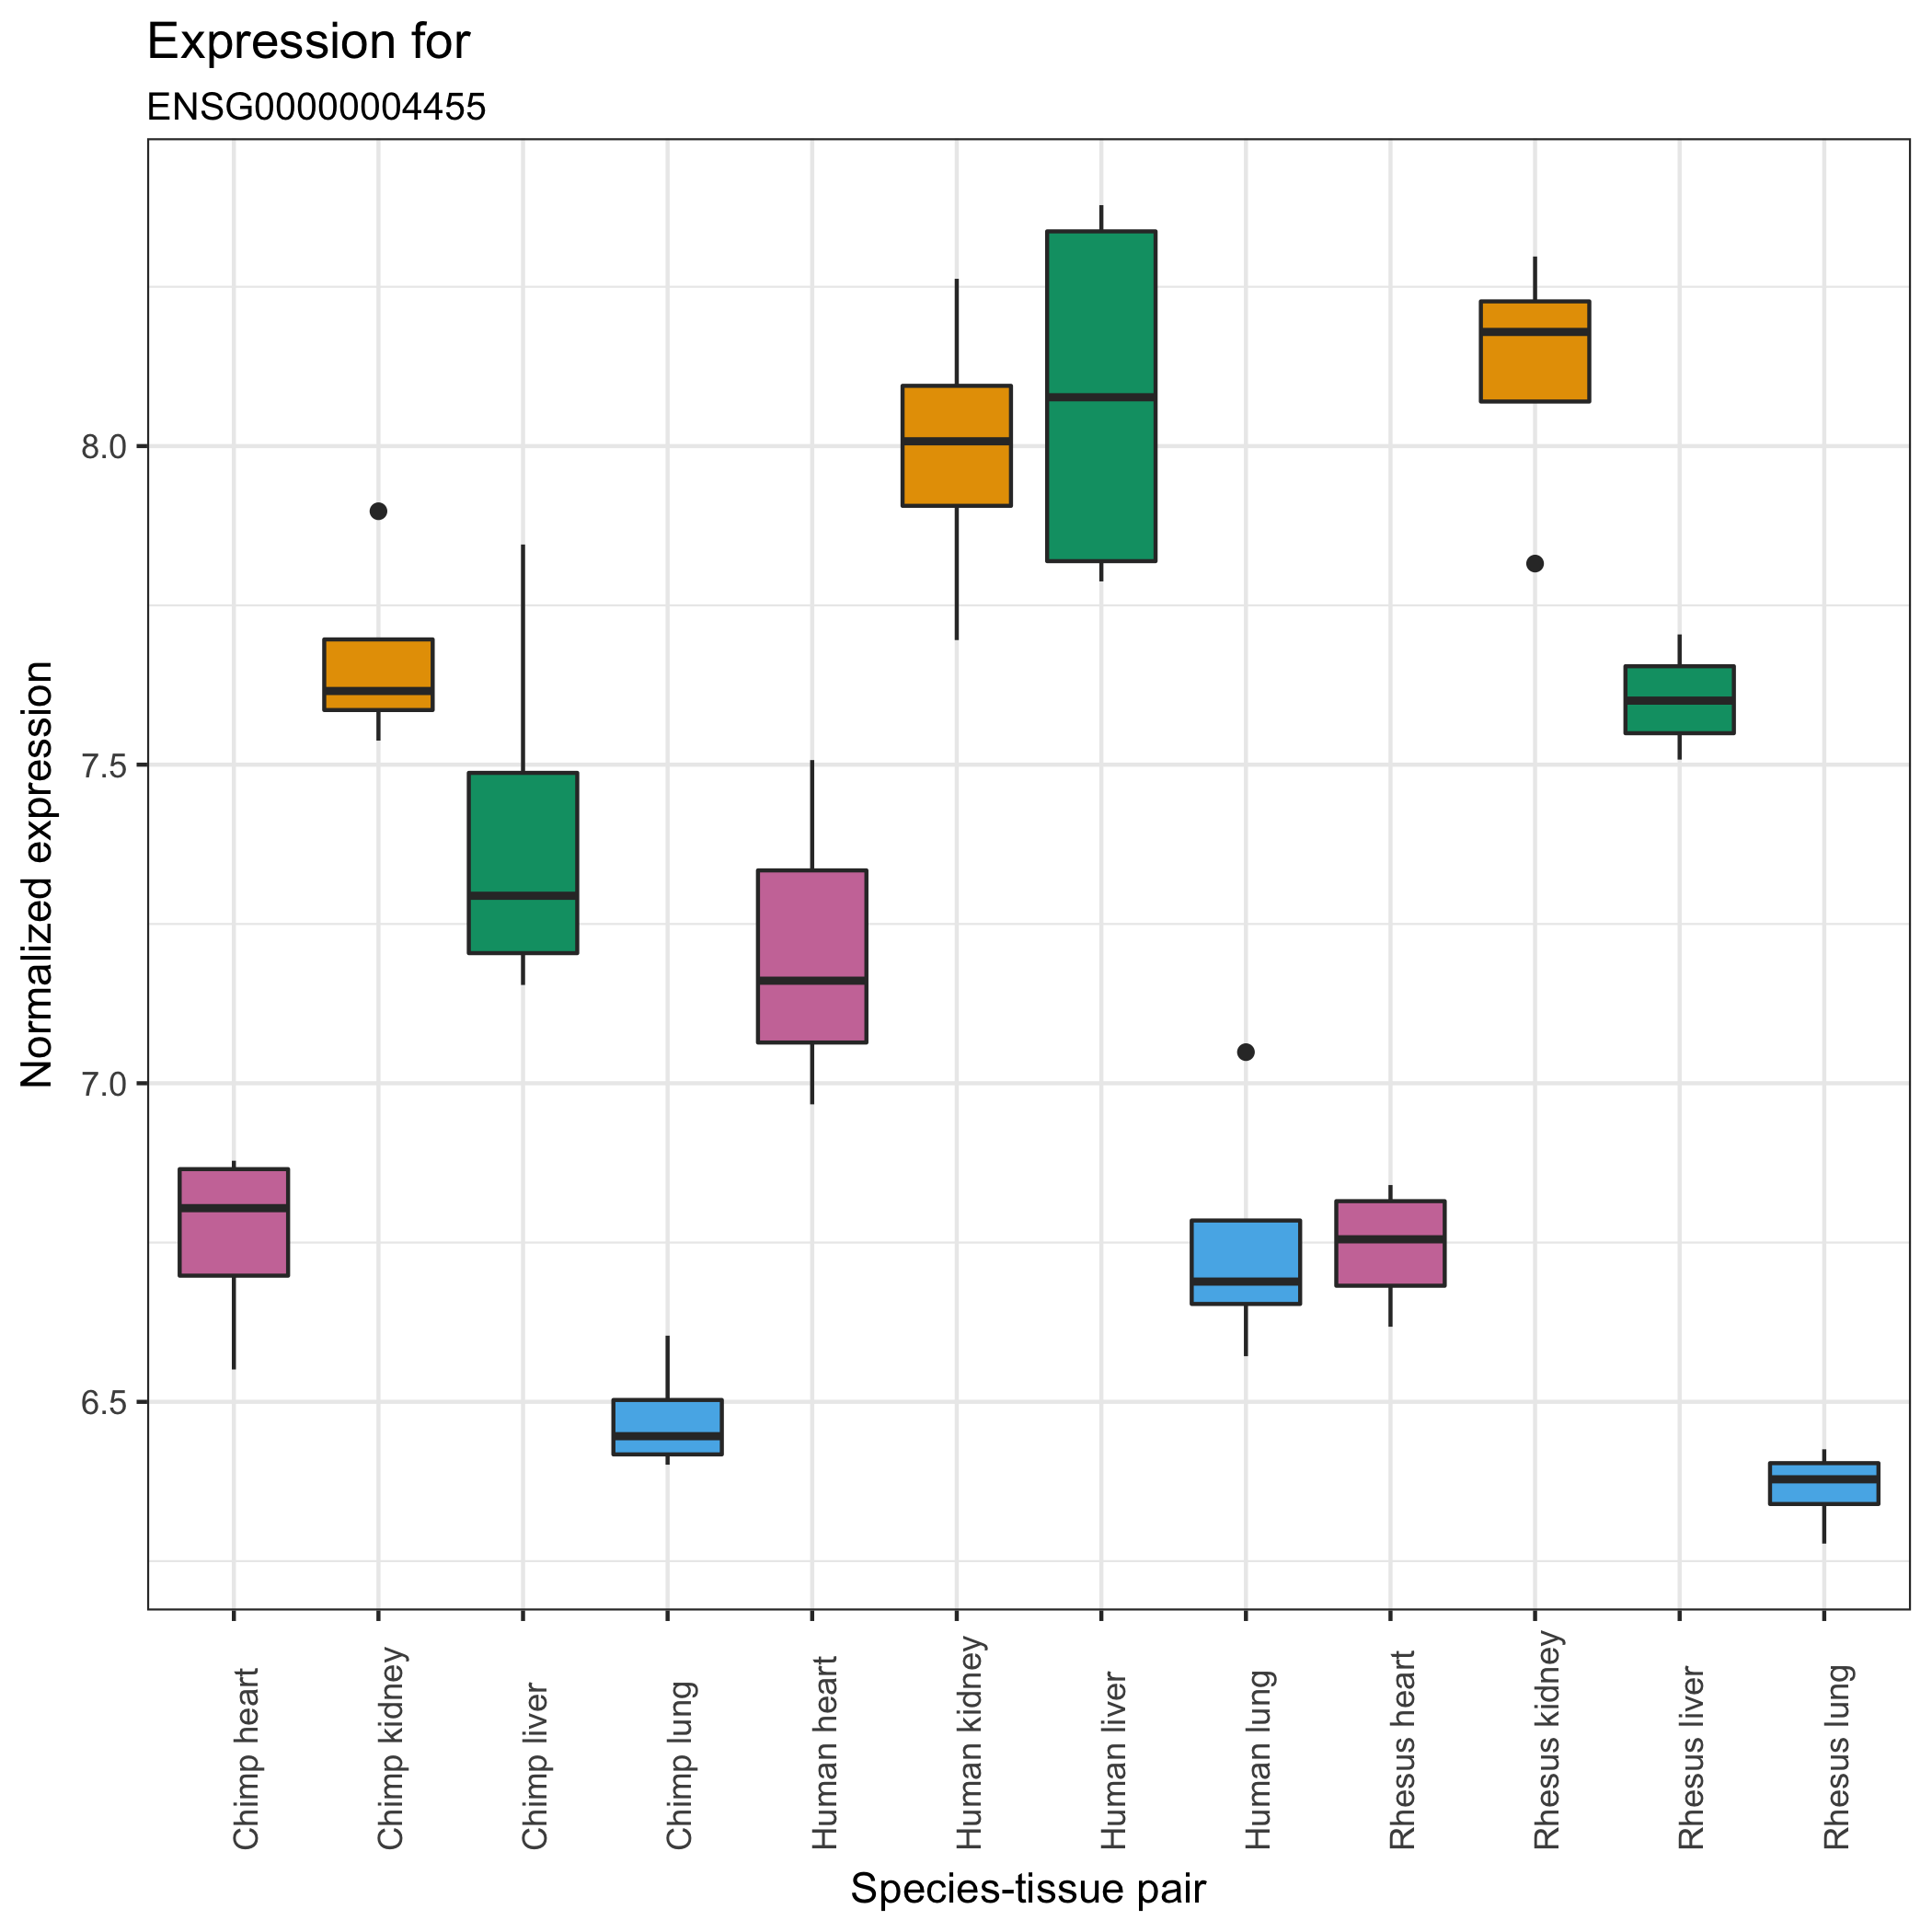 Expression for
ENSG00000004455
Normalized expression
8.0
7.5
7.0
6.5
Chimp heart
Chimp kidney
Chimp liver
Chimp lung
Human heart
Human kidney
Human liver
Human lung
Rhesus heart
Rhesus kidney
Rhesus liver
Rhesus lung
Species-tissue pair